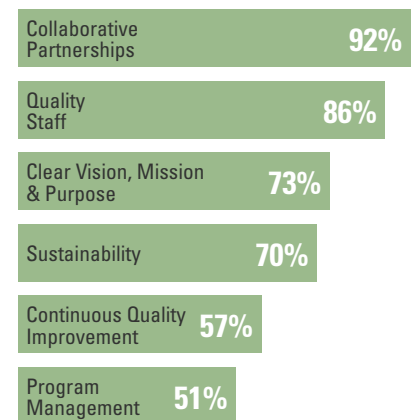 Collaborative
Partnerships
92%
Quality
Staff
86%
Clear Vision, Mission
& Purpose
73%
Sustainability
70%
Continuous Quality
Improvement
57%
Program
Management
51%